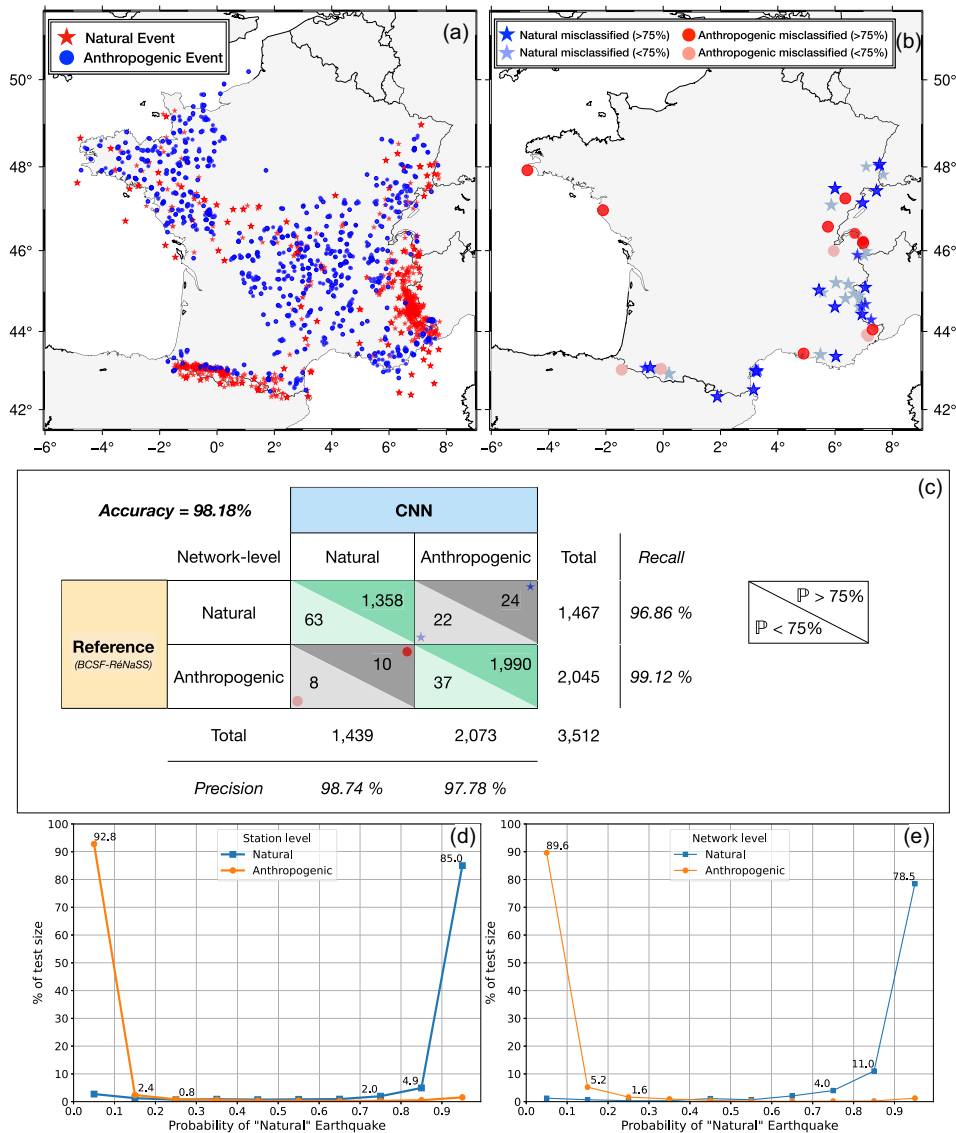 (a)
Natural Event
Anthropogenic Event
50°
48°
46°
44°
42°
−6° −4° −2° 0° 2° 4° 6° 8°
(b)
Natural misclassified (>75%) Anthropogenic misclassified (>75%)
Natural misclassified (<75%) Anthropogenic misclassified (<75%)
50°
48°
46°
44°
42°
−6° −4° −2° 0° 2° 4° 6° 8°
(c)
Accuracy = 98.18% CNN
Network-level Natural Anthropogenic Total Recall
Reference
(BCSF-RéNaSS)
Natural 1,358 63 24 22 1,467 96.86 %
Anthropogenic 10 8 1,990 37 2,045 99.12 %
Total 1,439 2,073 3,512
Precision 98.74 % 97.78 %
ℙ > 75%
ℙ < 75%
(d)
Station level
Natural
Anthropogenic
% of test size
100
90
80
70
60
50
40
30
20
10
0
92.8
2.4
0.8
2.0
4.9
85.0
0.0 0.1 0.2 0.3 0.4 0.5 0.6 0.7 0.8 0.9
Probability of "Natural" Earthquake
(e)
Network level
Natural
Anthropogenic
% of test size
100
90
80
70
60
50
40
30
20
10
0
89.6
5.2
1.6
4.0
11.0
78.5
0.0 0.1 0.2 0.3 0.4 0.5 0.6 0.7 0.8 0.9
Probability of "Natural" Earthquake